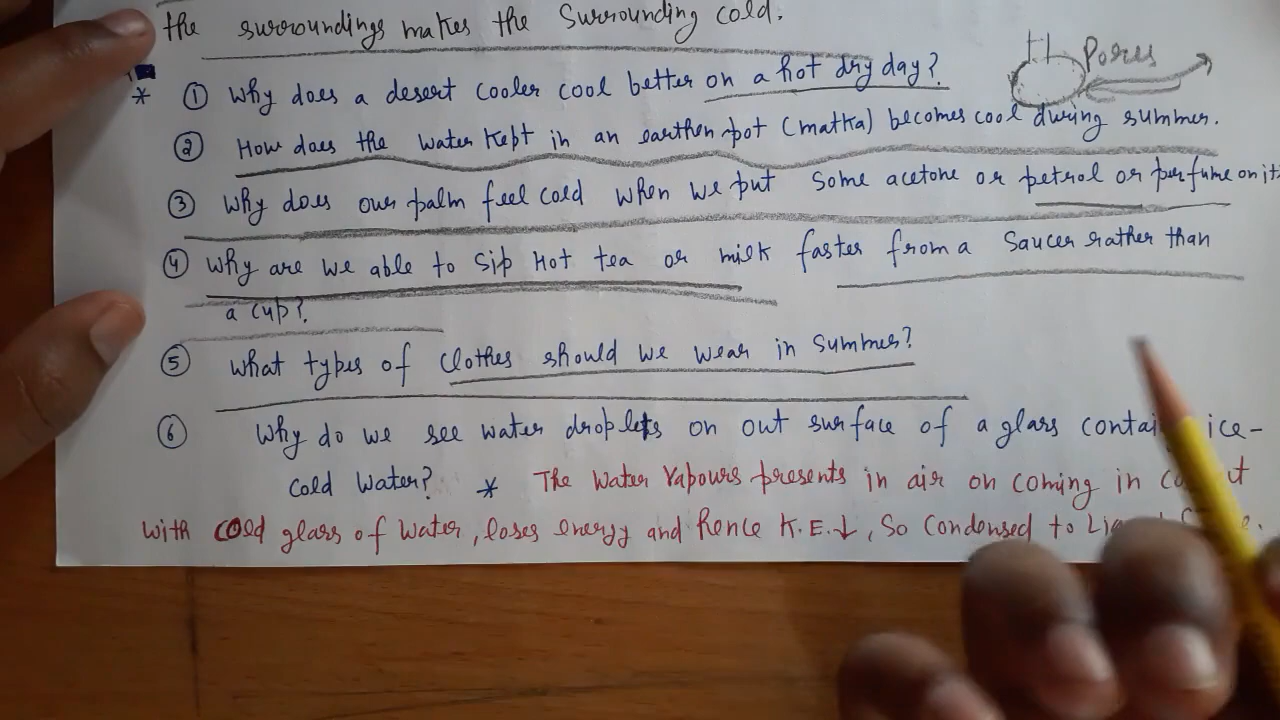 the surroundings makes the Surrounding cold.
Pores
* ① Why does a desert cooler cool better on a hot dry day?
② How does the water kept in an earthen pot (matka) becomes cool during summer.
③ Why does our palm feel cold when we put some acetone or petrol or perfume on it
④ Why are we able to sip Hot tea or milk faster from a Saucer rather than
a cup?
⑤ What types of clothes should we wear in Summer?
⑥ Why do we see water droplets on out surface of a glass ice-
cold water? * The Water Vapours presents in air on coming in
with cold glass of water, loses energy and hence K.E.↓, So Condensed to